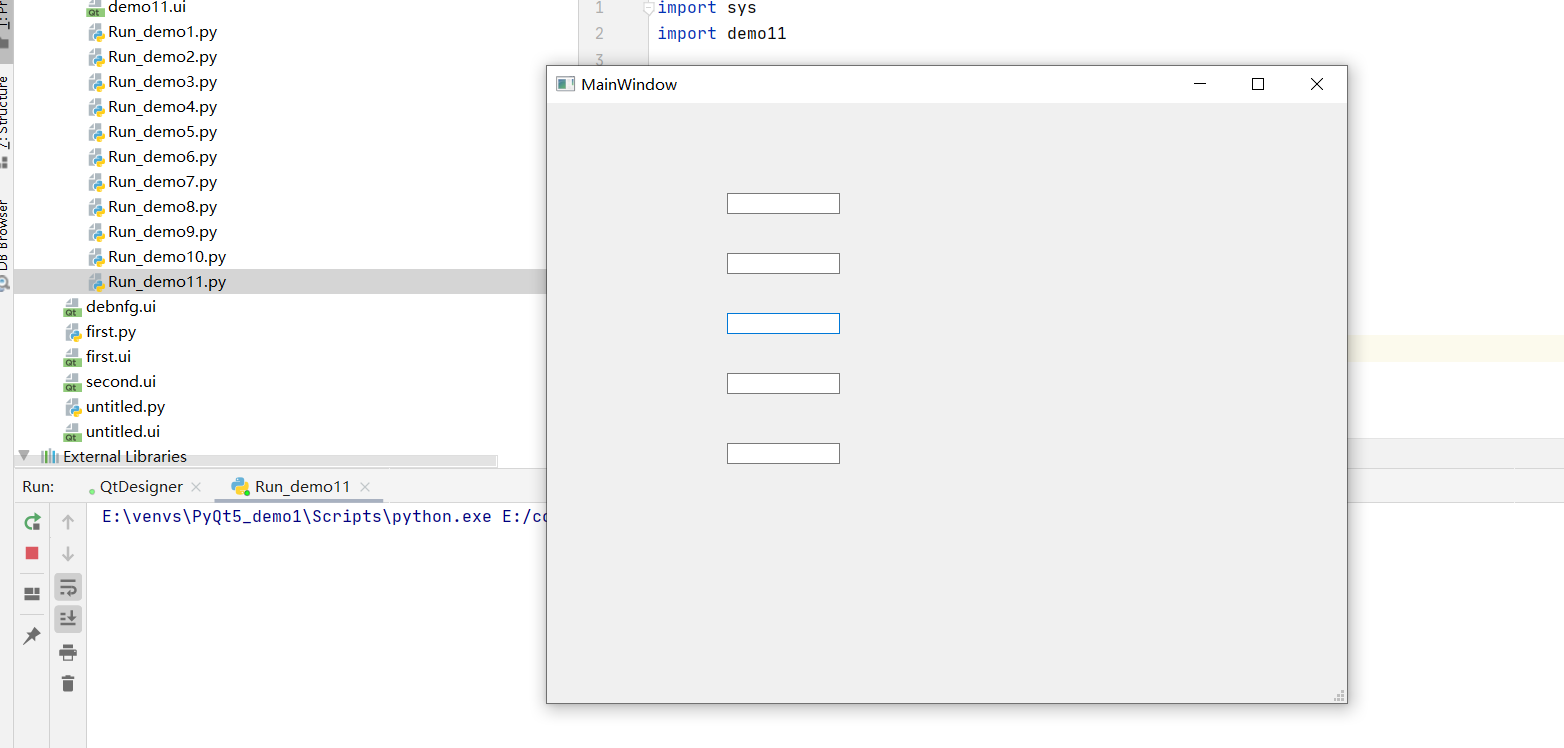 demo11.ui
Run_demo1.py
Run_demo2.py
Run_demo3.py
Run_demo4.py
Run_demo5.py
Run_demo6.py
Run_demo7.py
Run_demo8.py
Run_demo9.py
Run_demo10.py
Run_demo11.py
debnfg.ui
first.py
first.ui
second.ui
untitled.py
untitled.ui
External Libraries
Z: Structure
DB Browser
1 import sys
2 import demo11
3
MainWindow
Run: QtDesigner Run_demo11
E:\venvs\PyQt5_demo1\Scripts\python.exe E:/co